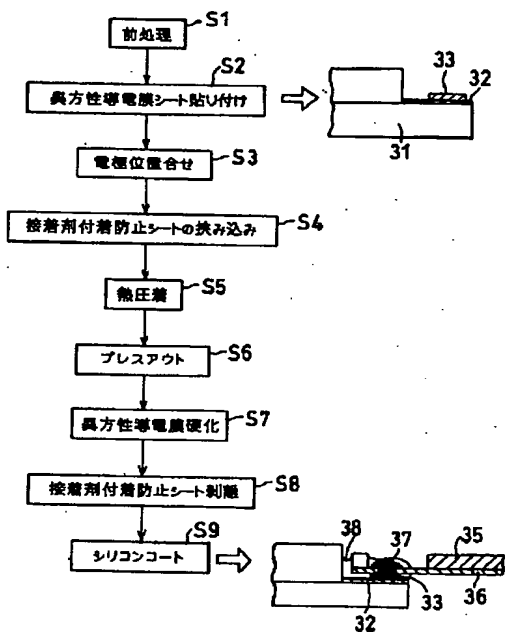 S1
前処理
S2
異方性導電膜シート貼り付け
33
32
31
S3
電極位置合せ
S4
接着剤付着防止シートの挟み込み
S5
熱圧着
S6
プレスアウト
S7
異方性導電膜硬化
S8
接着剤付着防止シート剥離
S9
シリコンコート
38
37
35
32
33
36